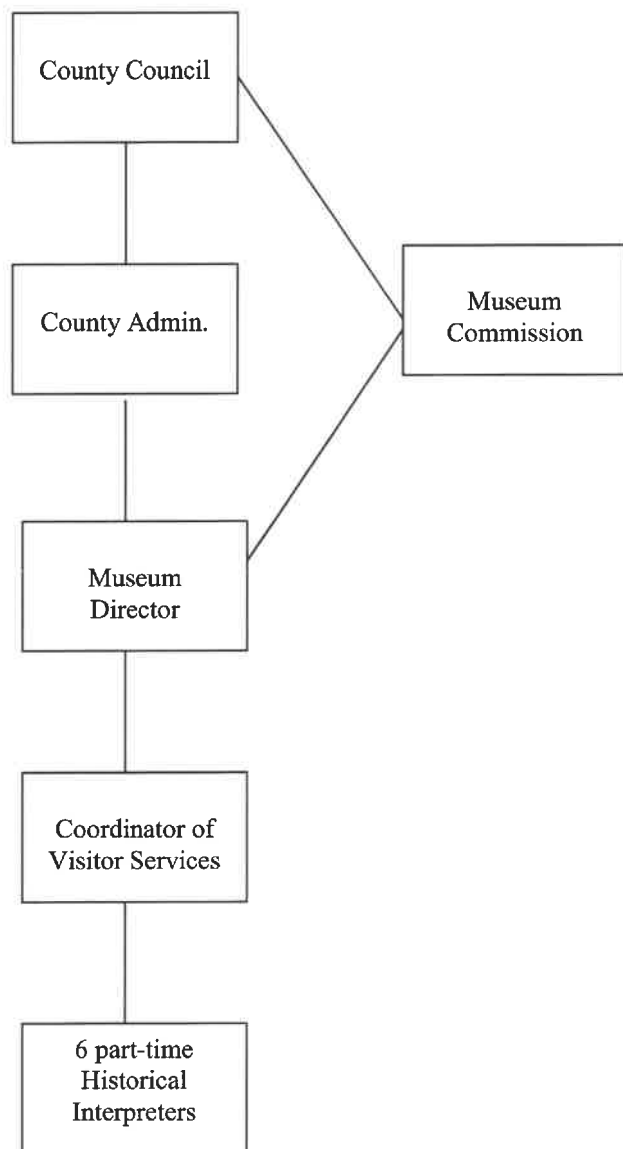 County Council
County Admin.
Museum
Commission
Museum
Director
Coordinator of
Visitor Services
6 part-time
Historical
Interpreters